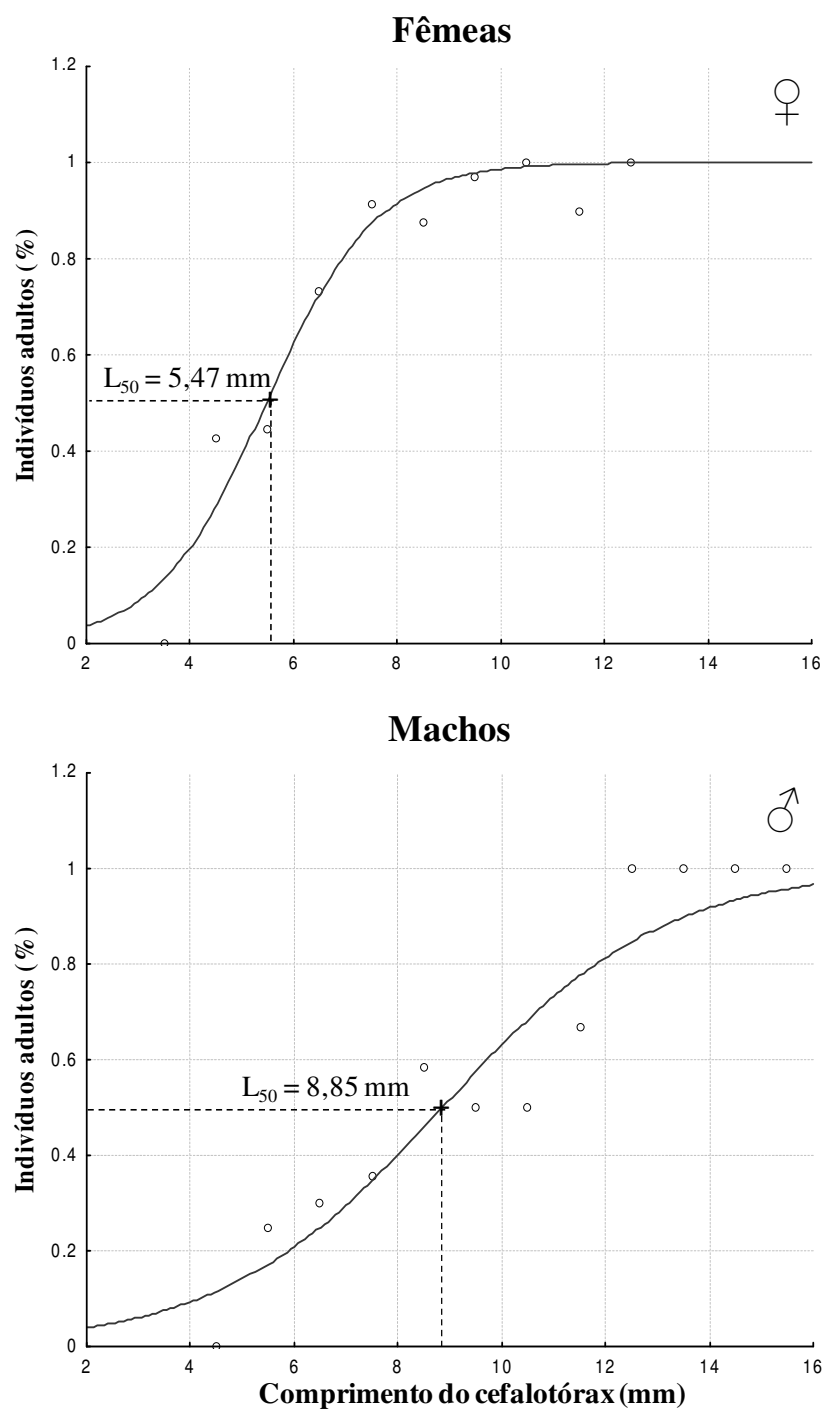 Fêmeas
1.2
♀
1
0.8
0.6
L₅₀ = 5,47 mm
0.4
0.2
0
2 4 6 8 10 12 14 16
Indivíduos adultos (%)
Machos
1.2
♂
1
0.8
0.6
L₅₀ = 8,85 mm
0.4
0.2
0
2 4 6 8 10 12 14 16
Indivíduos adultos (%)
Comprimento do cefalotórax (mm)